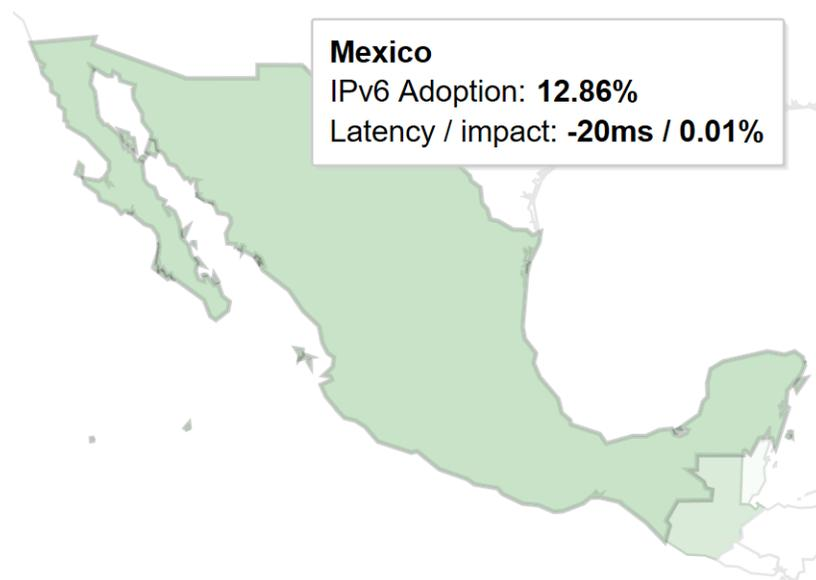 Mexico
IPv6 Adoption: 12.86%
Latency / impact: -20ms / 0.01%